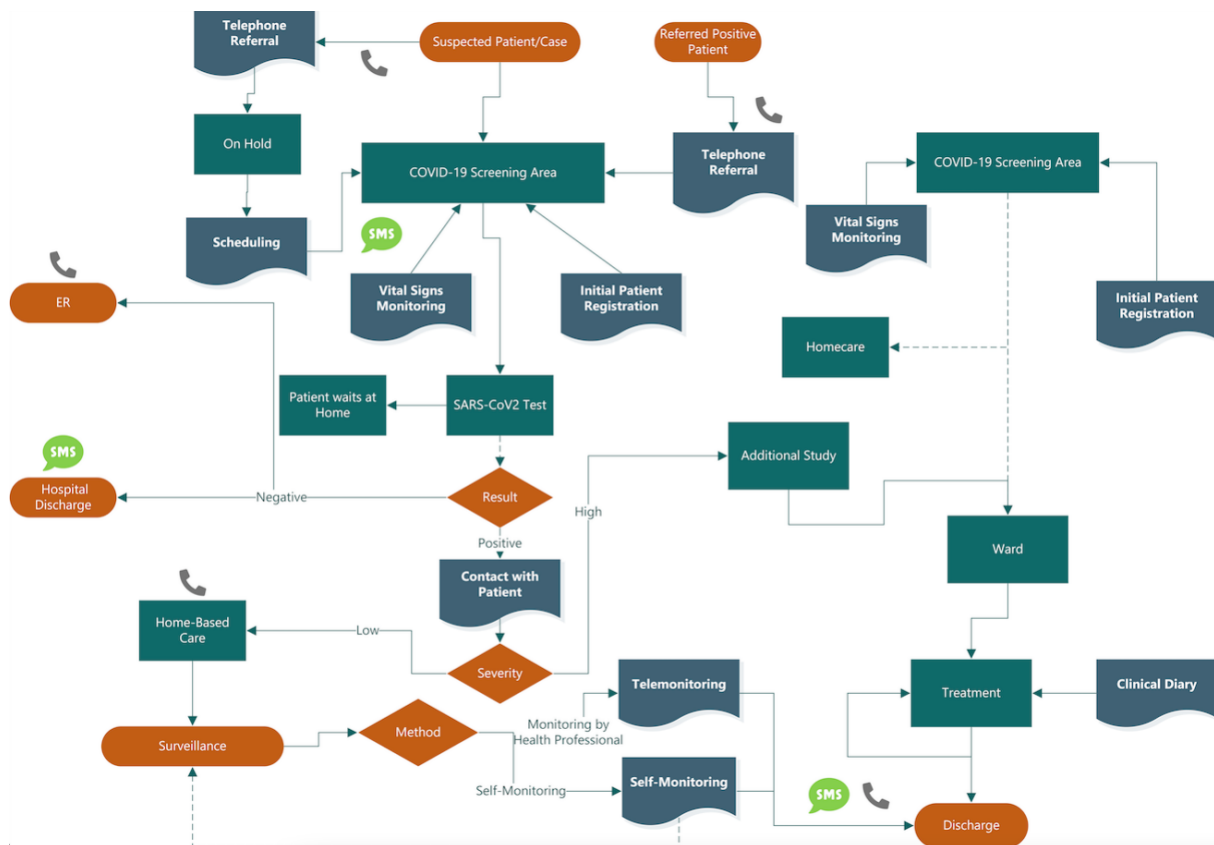 Telephone
Referral
Suspected Patient/Case
Referred Positive
Patient
On Hold
COVID-19 Screening Area
Telephone
Referral
COVID-19 Screening Area
Scheduling
SMS
Vital Signs
Monitoring
ER
Vital Signs
Monitoring
Initial Patient
Registration
Initial Patient
Registration
Homecare
Patient waits at
Home
SARS-CoV2 Test
SMS
Additional Study
Hospital
Discharge
Negative
Result
High
Positive
Ward
Contact with
Patient
Home-Based
Care
Low
Severity
Telemonitoring
Treatment
Clinical Diary
Monitoring by
Health Professional
Surveillance
Method
Self-Monitoring
Self-Monitoring
SMS
Discharge